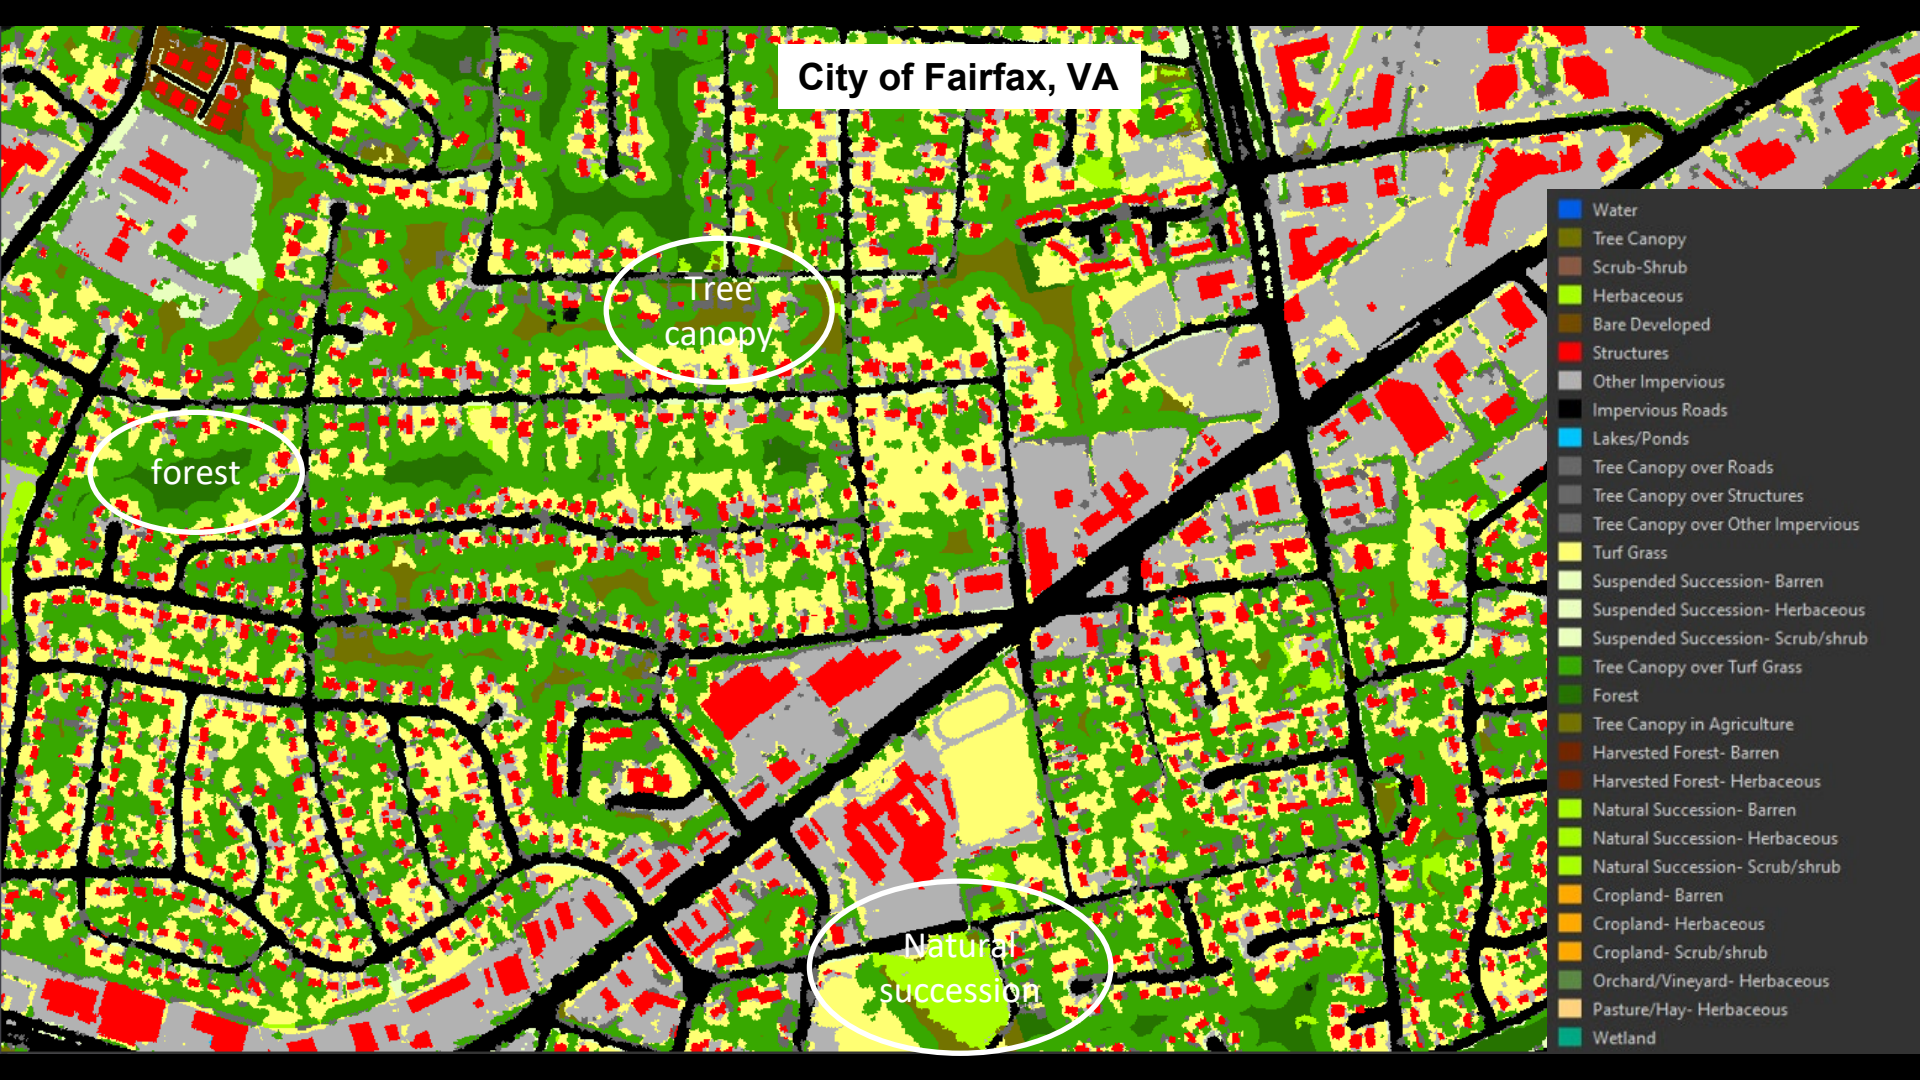 City of Fairfax, VA
Tree
canopy
forest
Natural
succession
Water
Tree Canopy
Scrub-Shrub
Herbaceous
Bare Developed
Structures
Other Impervious
Impervious Roads
Lakes/Ponds
Tree Canopy over Roads
Tree Canopy over Structures
Tree Canopy over Other Impervious
Turf Grass
Suspended Succession- Barren
Suspended Succession- Herbaceous
Suspended Succession- Scrub/shrub
Tree Canopy over Turf Grass
Forest
Tree Canopy in Agriculture
Harvested Forest- Barren
Harvested Forest- Herbaceous
Natural Succession- Barren
Natural Succession- Herbaceous
Natural Succession- Scrub/shrub
Cropland- Barren
Cropland- Herbaceous
Cropland- Scrub/shrub
Orchard/Vineyard- Herbaceous
Pasture/Hay- Herbaceous
Wetland